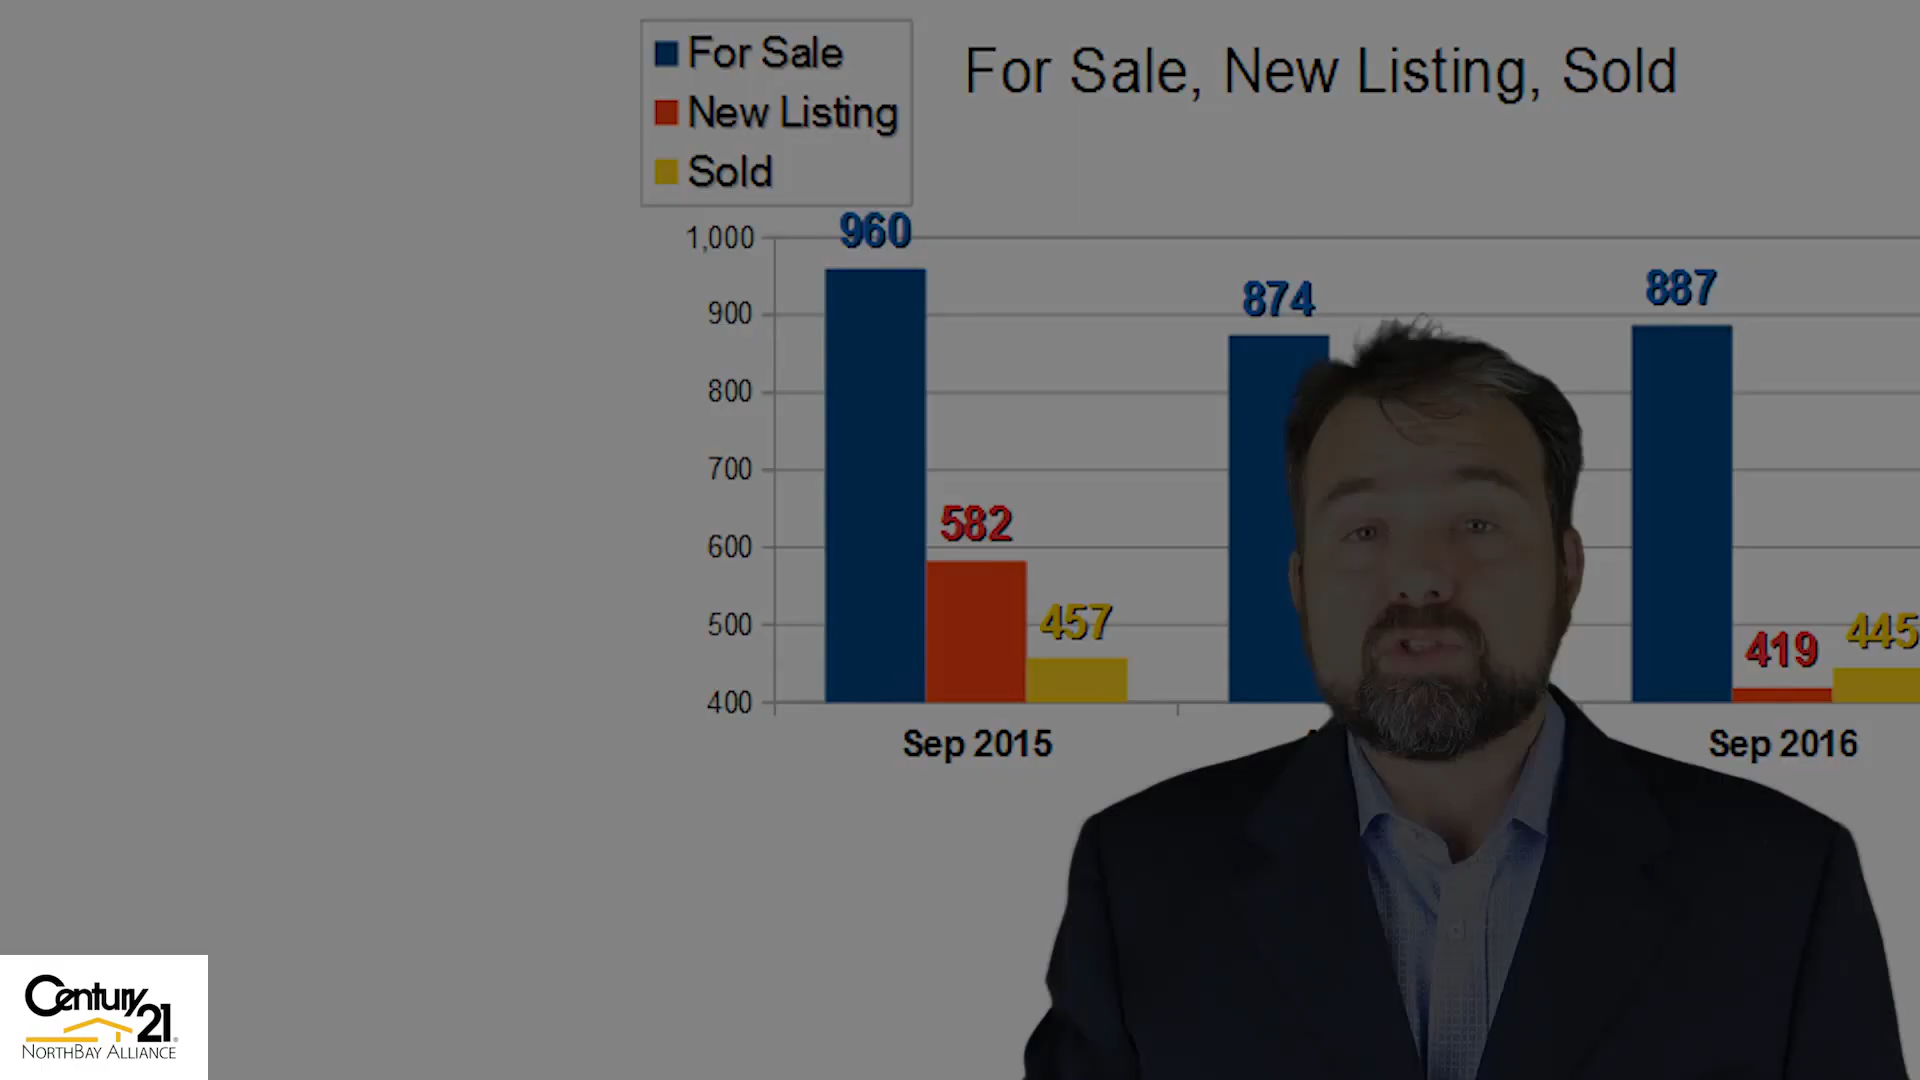 For Sale
New Listing
Sold
For Sale, New Listing, Sold
1,000
900
800
700
600
500
400
960
582
457
874
887
419
445
Sep 2015
Sep 2016
Century 21
NORTHBAY ALLIANCE